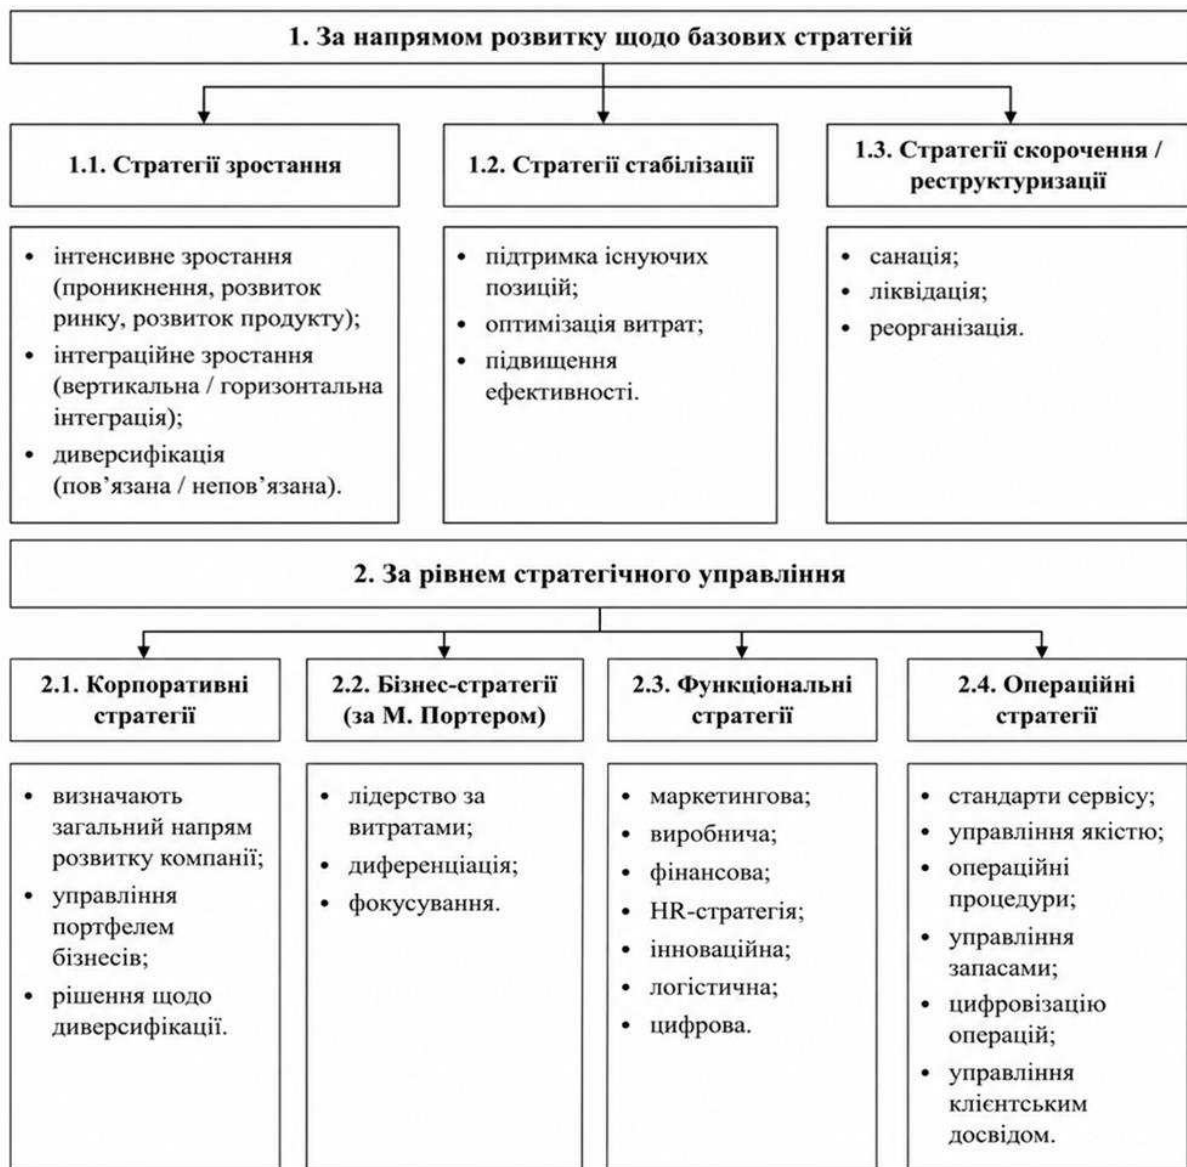 1. За напрямом розвитку щодо базових стратегій
1.1. Стратегії зростання
1.2. Стратегії стабілізації
1.3. Стратегії скорочення /
реструктуризації
• інтенсивне зростання
(проникнення, розвиток
ринку, розвиток продукту);
• інтеграційне зростання
(вертикальна / горизонтальна
інтеграція);
• диверсифікація
(пов’язана / непов’язана).
• підтримка існуючих
позицій;
• оптимізація витрат;
• підвищення
ефективності.
• санація;
• ліквідація;
• реорганізація.
2. За рівнем стратегічного управління
2.1. Корпоративні
стратегії
2.2. Бізнес-стратегії
(за М. Портером)
2.3. Функціональні
стратегії
2.4. Операційні
стратегії
• визначають
загальний напрям
розвитку компанії;
• управління
портфелем
бізнесів;
• рішення щодо
диверсифікації.
• лідерство за
витратами;
• диференціація;
• фокусування.
• маркетингова;
• виробнича;
• фінансова;
• HR-стратегія;
• інноваційна;
• логістична;
• цифрова.
• стандарти сервісу;
• управління якістю;
• операційні
процедури;
• управління
запасами;
• цифровізацію
операцій;
• управління
клієнтським
досвідом.